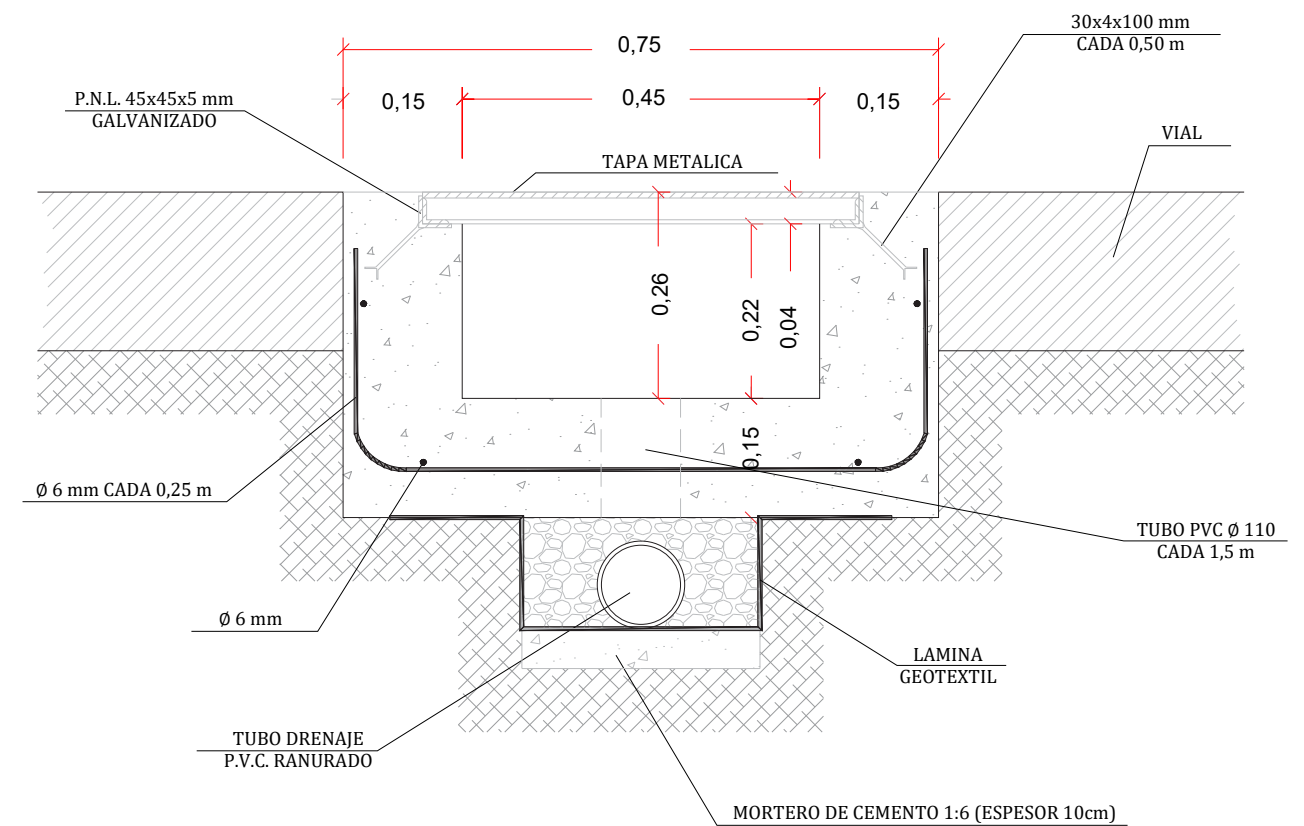 30x4x100 mm
CADA 0,50 m
0,75
P.N.L. 45x45x5 mm
GALVANIZADO
0,15
0,45
0,15
VIAL
TAPA METALICA
0,26
0,22
0,04
0,15
Ø 6 mm CADA 0,25 m
TUBO PVC Ø 110
CADA 1,5 m
Ø 6 mm
LAMINA
GEOTEXTIL
TUBO DRENAJE
P.V.C. RANURADO
MORTERO DE CEMENTO 1:6 (ESPESOR 10cm)